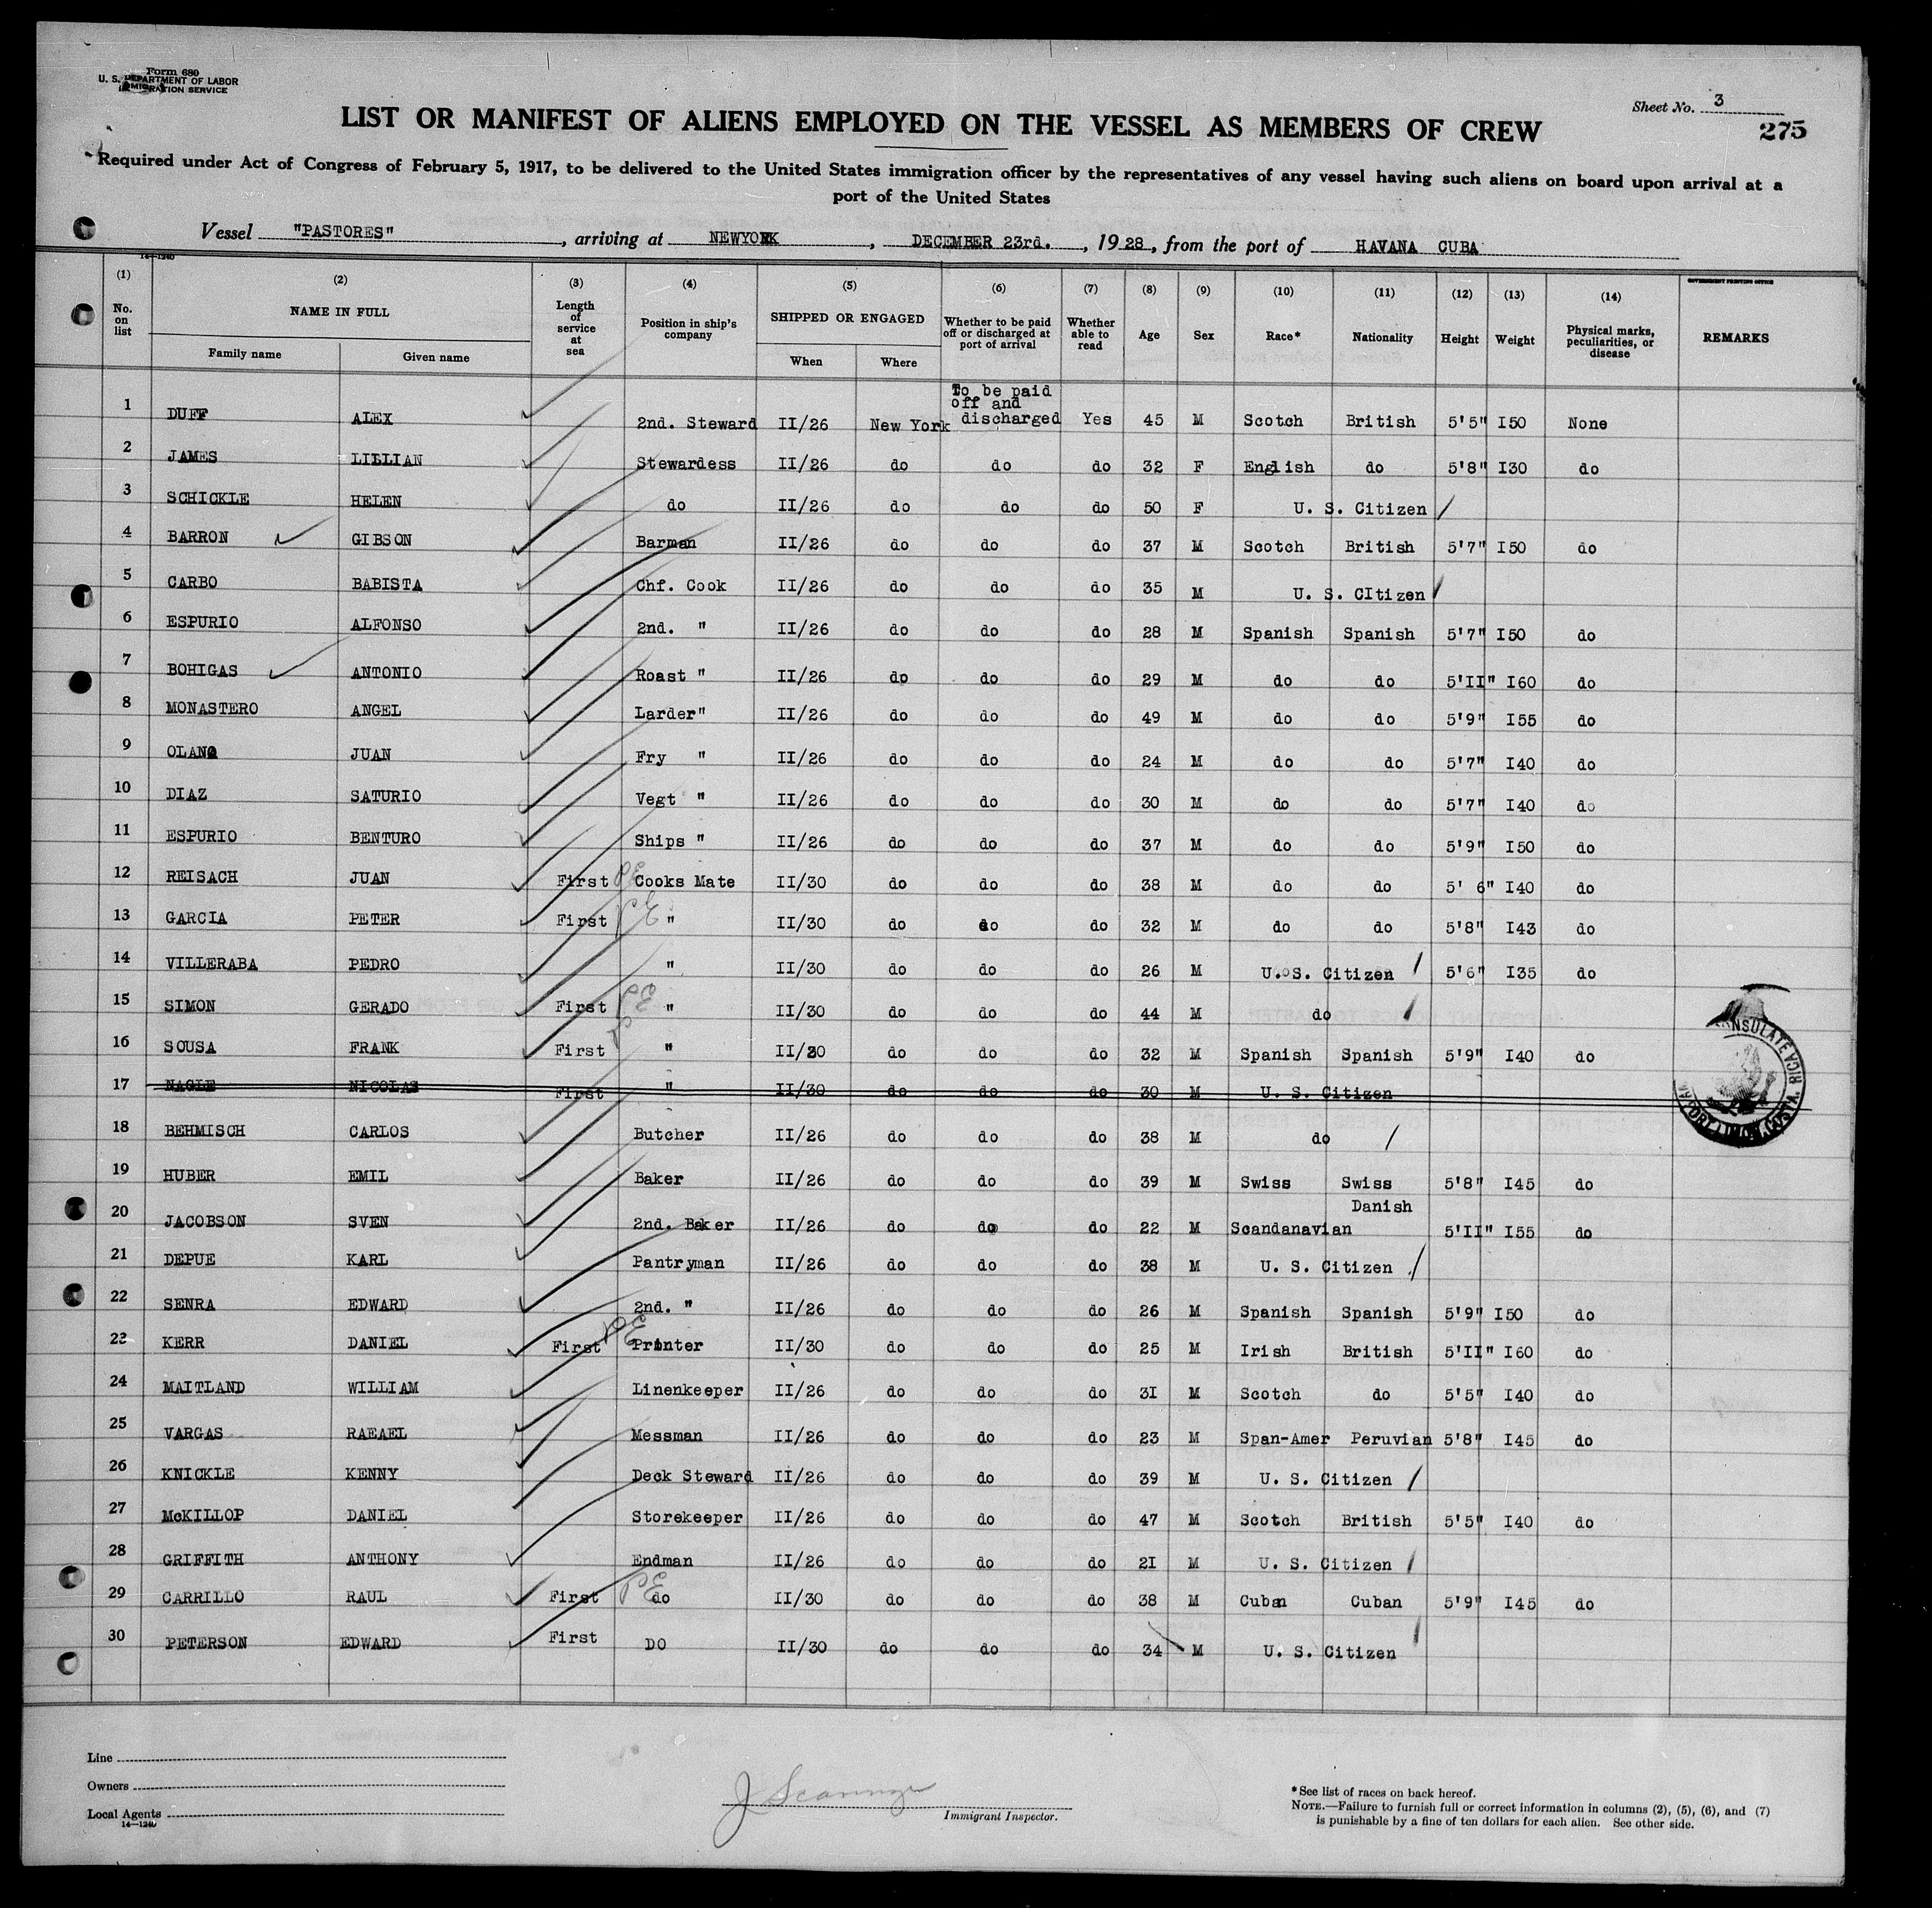 Form 680
U. S. DEPARTMENT OF LABOR
IMMIGRATION SERVICE
Sheet No. 3
275
LIST OR MANIFEST OF ALIENS EMPLOYED ON THE VESSEL AS MEMBERS OF CREW
Required under Act of Congress of February 5, 1917, to be delivered to the United States immigration officer by the representatives of any vessel having such aliens on board upon arrival at a
port of the United States
Vessel "PASTORES", arriving at NEWYORK, DECEMBER 23rd., 1928, from the port of HAVANA CUBA
14—1240
GOVERNMENT PRINTING OFFICE
(1) (2) (3) (4) (5) (6) (7) (8) (9) (10) (11) (12) (13) (14)
No. on list NAME IN FULL Family name Given name Length of service at sea Position in ship's company SHIPPED OR ENGAGED When Where Whether to be paid off or discharged at port of arrival Whether able to read Age Sex Race* Nationality Height Weight Physical marks, peculiarities, or disease REMARKS
1 DUFF ALEX 2nd. Steward II/26 New York To be paid off and discharged Yes 45 M Scotch British 5'5" I50 None
2 JAMES LILLIAN Stewardess II/26 do do do 32 F English do 5'8" I30 do
3 SCHICKLE HELEN do II/26 do do do 50 F U. S. Citizen
4 BARRON GIBSON Barman II/26 do do do 37 M Scotch British 5'7" I50 do
5 CARBO BABISTA Chf. Cook II/26 do do do 35 M U. S. CItizen
6 ESPURIO ALFONSO 2nd. " II/26 do do do 28 M Spanish Spanish 5'7" I50 do
7 BOHIGAS ANTONIO Roast " II/26 do do do 29 M do do 5'II" I60 do
8 MONASTERO ANGEL Larder" II/26 do do do 49 M do do 5'9" I55 do
9 OLANO JUAN Fry " II/26 do do do 24 M do do 5'7" I40 do
10 DIAZ SATURIO Vegt " II/26 do do do 30 M do do 5'7" I40 do
11 ESPURIO BENTURO Ships " II/26 do do do 37 M do do 5'9" I50 do
12 REISACH JUAN First Cooks Mate II/30 do do do 38 M do do 5' 6" I40 do
13 GARCIA PETER First " II/30 do do do 32 M do do 5'8" I43 do
14 VILLERABA PEDRO " II/30 do do do 26 M U. S. Citizen 5'6" I35 do
15 SIMON GERADO First " II/30 do do do 44 M do
16 SOUSA FRANK First " II/30 do do do 32 M Spanish Spanish 5'9" I40 do
17 NAGLE NICOLAS First " II/30 do do do 30 M U. S. Citizen
18 BEHMISCH CARLOS Butcher II/26 do do do 38 M do
19 HUBER EMIL Baker II/26 do do do 39 M Swiss Swiss 5'8" I45 do
20 JACOBSON SVEN 2nd. Baker II/26 do do do 22 M Scandanavian Danish 5'II" I55 do
21 DEPUE KARL Pantryman II/26 do do do 38 M U. S. Citizen
22 SENRA EDWARD 2nd. " II/26 do do do 26 M Spanish Spanish 5'9" I50 do
23 KERR DANIEL First Printer II/30 do do do 25 M Irish British 5'II" I60 do
24 MAITLAND WILLIAM Linenkeeper II/26 do do do 3I M Scotch do 5'5" I40 do
25 VARGAS RAEAEL Messman II/26 do do do 23 M Span-Amer Peruvian 5'8" I45 do
26 KNICKLE KENNY Deck Steward II/26 do do do 39 M U. S. Citizen
27 McKILLOP DANIEL Storekeeper II/26 do do do 47 M Scotch British 5'5" I40 do
28 GRIFFITH ANTHONY Endman II/26 do do do 2I M U. S. Citizen
29 CARRILLO RAUL First do II/30 do do do 38 M Cuban Cuban 5'9" I45 do
30 PETERSON EDWARD First DO II/30 do do do 34 M U. S. Citizen
Line
Owners
Local Agents
14—1240
Immigrant Inspector.
*See list of races on back hereof.
NOTE.—Failure to furnish full or correct information in columns (2), (5), (6), and (7)
is punishable by a fine of ten dollars for each alien. See other side.